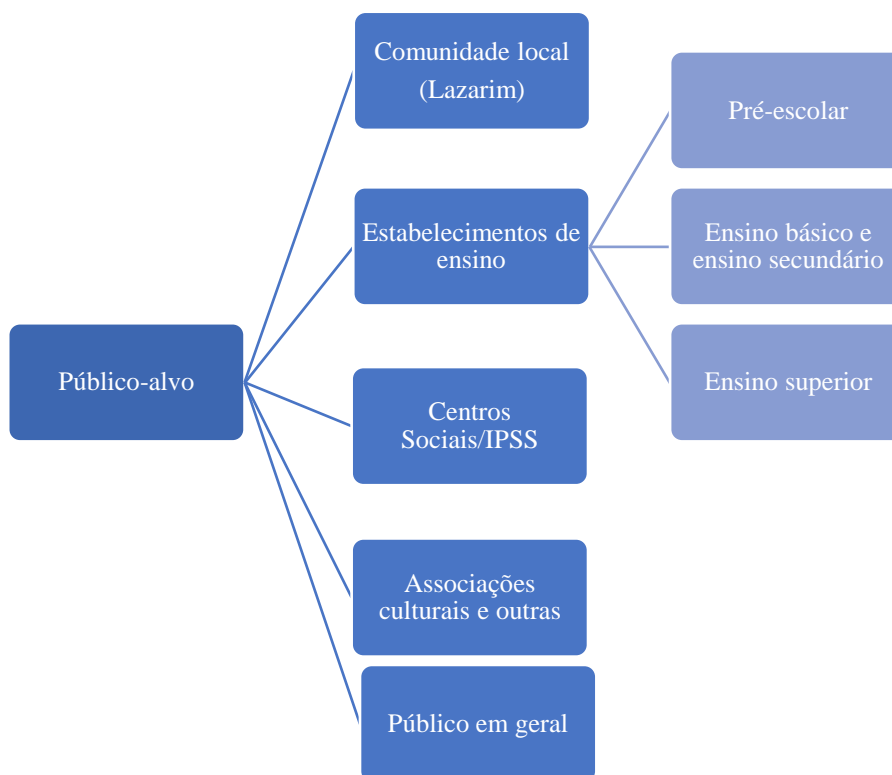 Público-alvo
Comunidade local
(Lazarim)
Estabelecimentos de
ensino
Pré-escolar
Ensino básico e
ensino secundário
Ensino superior
Centros
Sociais/IPSS
Associações
culturais e outras
Público em geral